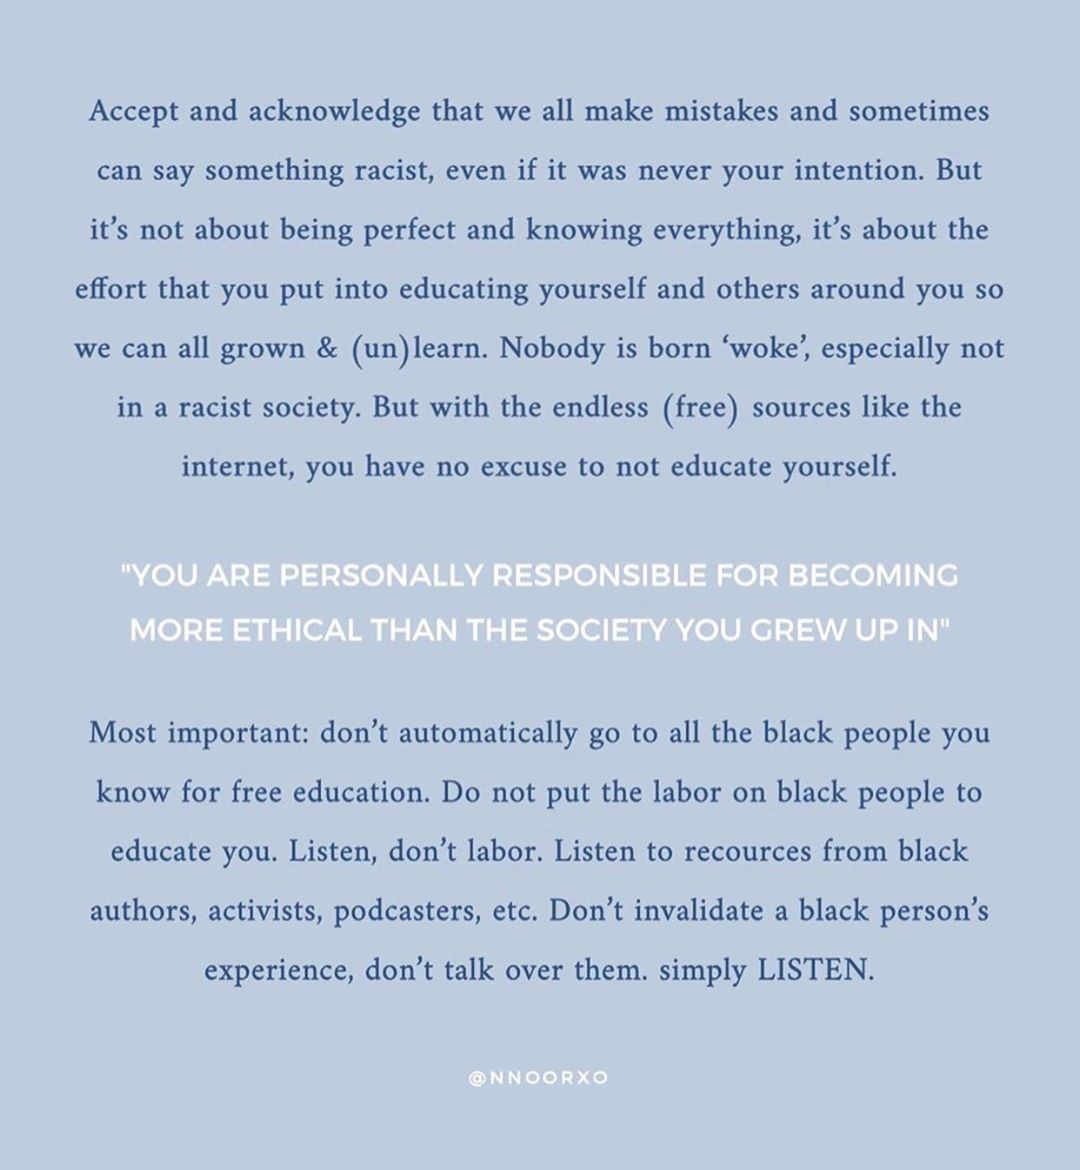 Accept and acknowledge that we all make mistakes and sometimes
can say something racist, even if it was never your intention. But
it’s not about being perfect and knowing everything, it’s about the
effort that you put into educating yourself and others around you so
we can all grown & (un)learn. Nobody is born ‘woke’, especially not
in a racist society. But with the endless (free) sources like the
internet, you have no excuse to not educate yourself.
"YOU ARE PERSONALLY RESPONSIBLE FOR BECOMING
MORE ETHICAL THAN THE SOCIETY YOU GREW UP IN"
Most important: don’t automatically go to all the black people you
know for free education. Do not put the labor on black people to
educate you. Listen, don’t labor. Listen to recources from black
authors, activists, podcasters, etc. Don’t invalidate a black person’s
experience, don’t talk over them. simply LISTEN.
@NNOORXO